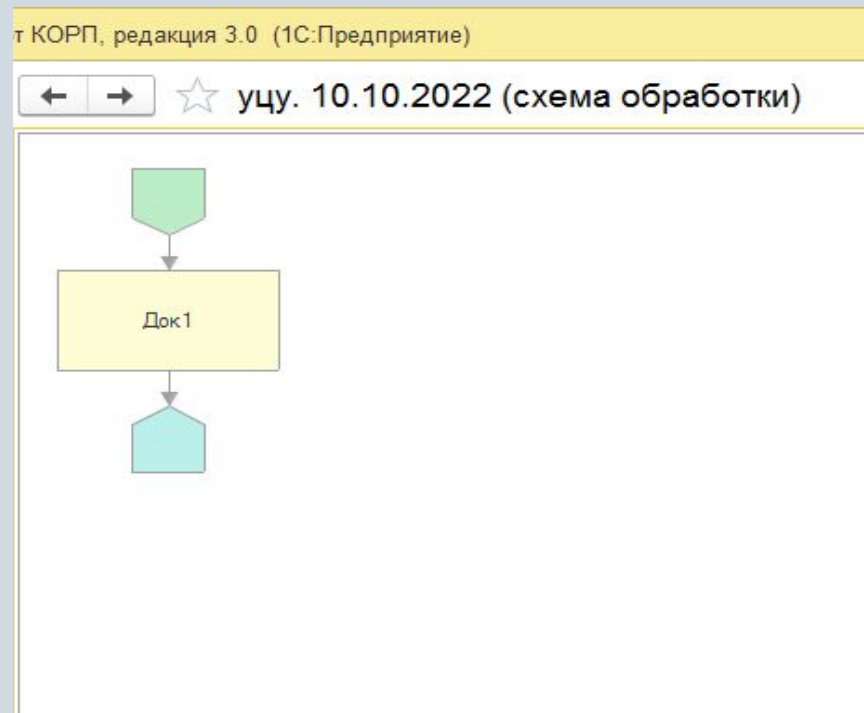 т КОРП, редакция 3.0 (1С:Предприятие)
уцу. 10.10.2022 (схема обработки)
Док1